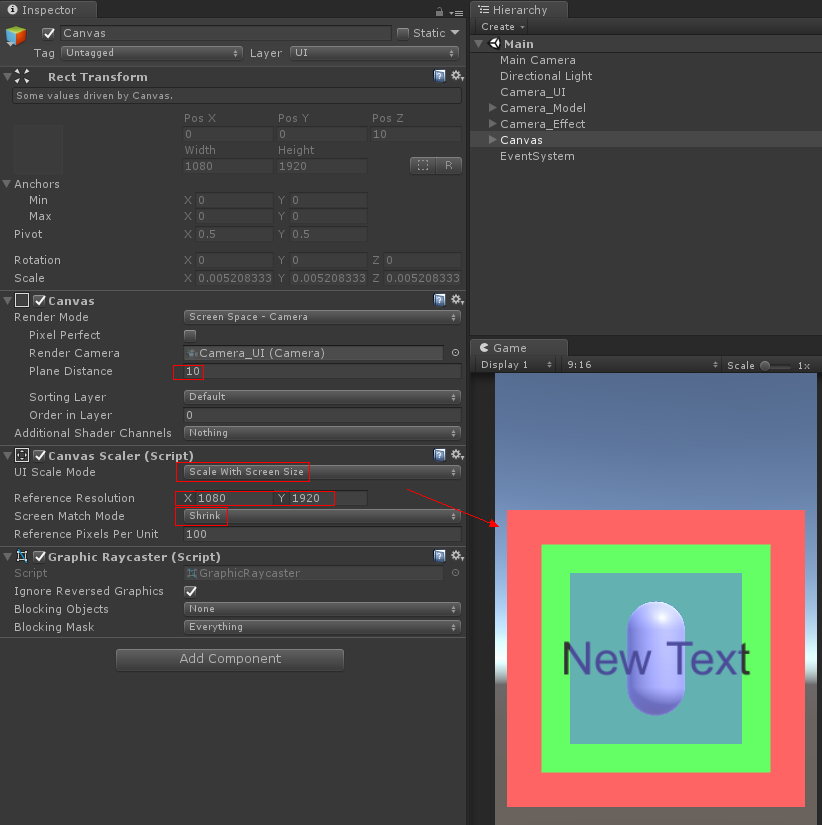 Inspector
Canvas
Static
Tag Untagged Layer UI
Rect Transform
Some values driven by Canvas.
Pos X Pos Y Pos Z
0 0 10
Width Height
1080 1920
R
Anchors
Min X 0 Y 0
Max X 0 Y 0
Pivot X 0.5 Y 0.5
Rotation X 0 Y 0 Z 0
Scale X 0.005208333 Y 0.005208333 Z 0.005208333
Canvas
Render Mode Screen Space - Camera
Pixel Perfect
Render Camera Camera_UI (Camera)
Plane Distance 10
Sorting Layer Default
Order in Layer 0
Additional Shader Channels Nothing
Canvas Scaler (Script)
UI Scale Mode Scale With Screen Size
Reference Resolution X 1080 Y 1920
Screen Match Mode Shrink
Reference Pixels Per Unit 100
Graphic Raycaster (Script)
Script GraphicRaycaster
Ignore Reversed Graphics
Blocking Objects None
Blocking Mask Everything
Add Component
Hierarchy
Create
Main
Main Camera
Directional Light
Camera_UI
Camera_Model
Camera_Effect
Canvas
EventSystem
Game
Display 1 9:16 Scale 1x
New Text